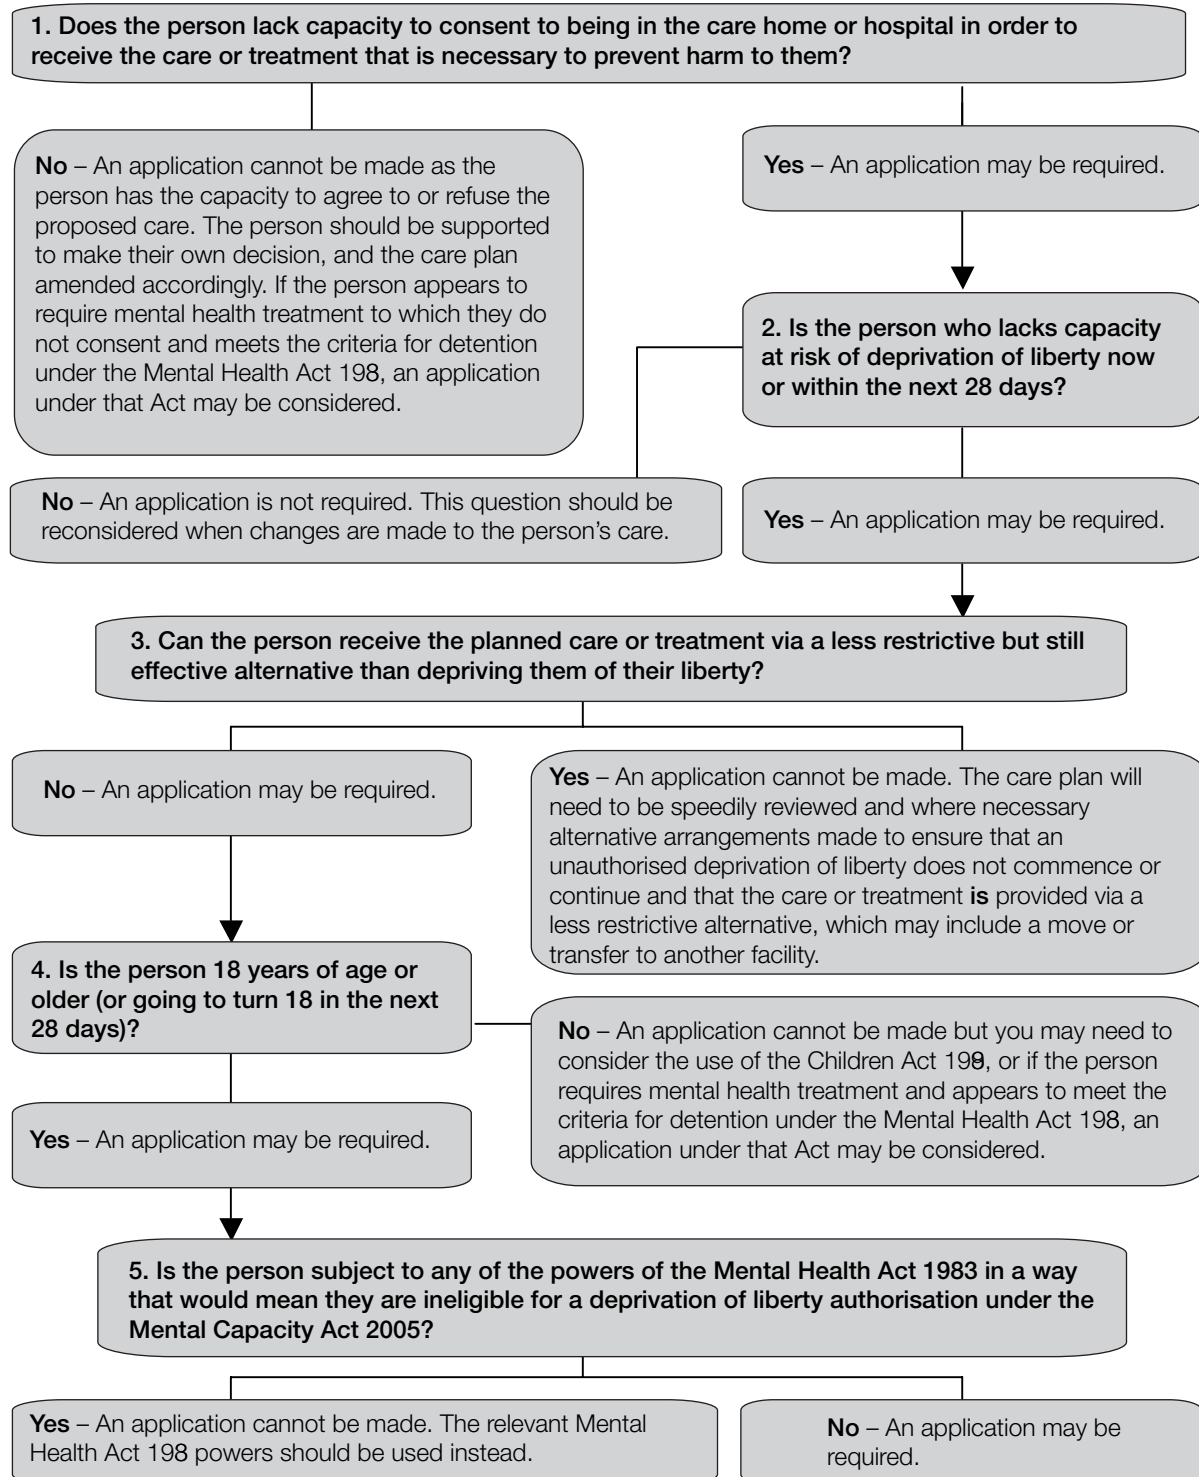 1. Does the person lack capacity to consent to being in the care home or hospital in order to
receive the care or treatment that is necessary to prevent harm to them?
No – An application cannot be made as the
person has the capacity to agree to or refuse the
proposed care. The person should be supported
to make their own decision, and the care plan
amended accordingly. If the person appears to
require mental health treatment to which they do
not consent and meets the criteria for detention
under the Mental Health Act 198, an application
under that Act may be considered.
Yes – An application may be required.
2. Is the person who lacks capacity
at risk of deprivation of liberty now
or within the next 28 days?
No – An application is not required. This question should be
reconsidered when changes are made to the person’s care.
Yes – An application may be required.
3. Can the person receive the planned care or treatment via a less restrictive but still
effective alternative than depriving them of their liberty?
No – An application may be required.
Yes – An application cannot be made. The care plan will
need to be speedily reviewed and where necessary
alternative arrangements made to ensure that an
unauthorised deprivation of liberty does not commence or
continue and that the care or treatment is provided via a
less restrictive alternative, which may include a move or
transfer to another facility.
4. Is the person 18 years of age or
older (or going to turn 18 in the next
28 days)?
No – An application cannot be made but you may need to
consider the use of the Children Act or if the person
requires mental health treatment and appears to meet the
criteria for detention under the Mental Health Act 198, an
application under that Act may be considered.
Yes – An application may be required.
5. Is the person subject to any of the powers of the Mental Health Act 1983 in a way
that would mean they are ineligible for a deprivation of liberty authorisation under the
Mental Capacity Act 2005?
Yes – An application cannot be made. The relevant Mental
Health Act 198 powers should be used instead.
No – An application may be
required.